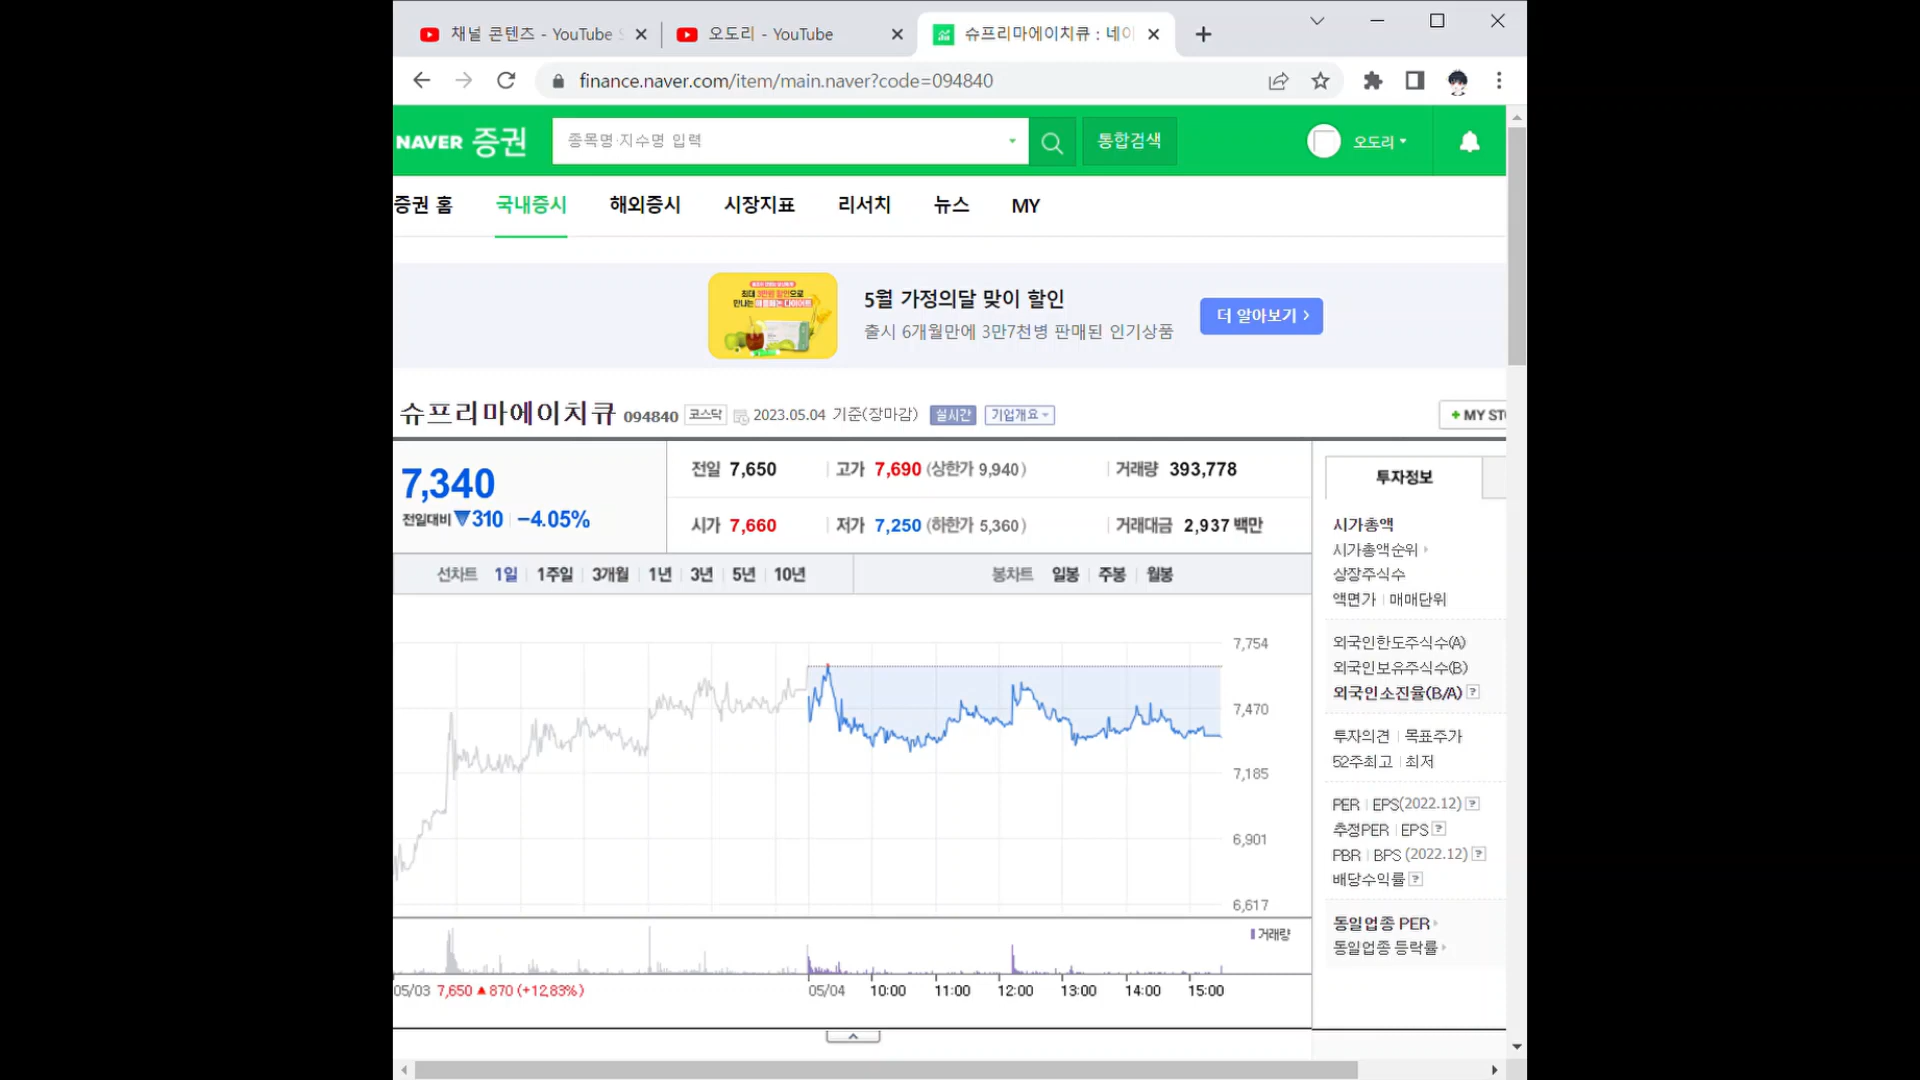 채널 콘텐츠 - YouTube
오도리 - YouTube
슈프리마에이치큐 : 네이
finance.naver.com/item/main.naver?code=094840
NAVER 증권
종목명·지수명 입력
통합검색
오도리
증권 홈
국내증시
해외증시
시장지표
리서치
뉴스
MY
최대 3만원 할인으로
5월 가정의달 맞이 할인
출시 6개월만에 3만7천병 판매된 인기상품
더 알아보기 >
슈프리마에이치큐 094840 코스닥 2023.05.04 기준(장마감) 실시간 기업개요
+ MY ST
7,340
전일대비 ▼310 | -4.05%
전일 7,650 | 고가 7,690 (상한가 9,940) | 거래량 393,778
시가 7,660 | 저가 7,250 (하한가 5,360) | 거래대금 2,937 백만
선차트 1일 1주일 3개월 1년 3년 5년 10년
봉차트 일봉 주봉 월봉
7,754
7,470
7,185
6,901
6,617
거래량
05/03 7,650 ▲870 (+12,83%)
05/04 10:00 11:00 12:00 13:00 14:00 15:00
투자정보
시가총액
시가총액순위
상장주식수
액면가 | 매매단위
외국인한도주식수(A)
외국인보유주식수(B)
외국인소진율(B/A) ?
투자의견 | 목표주가
52주최고 | 최저
PER | EPS(2022.12) ?
추정PER | EPS ?
PBR | BPS (2022.12) ?
배당수익률 ?
동일업종 PER
동일업종 등락률